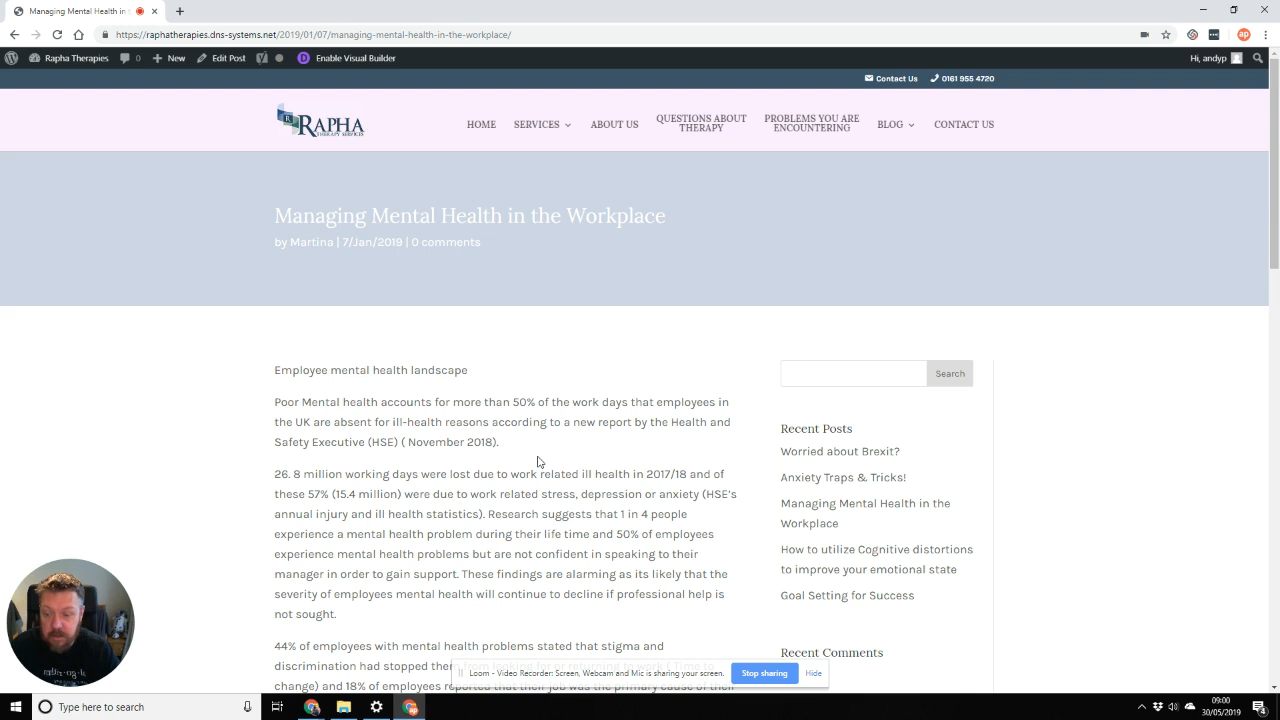 Managing Mental Health in
https://raphatherapies.dns-systems.net/2019/01/07/managing-mental-health-in-the-workplace/
ap
Rapha Therapies 0 New Edit Post D Enable Visual Builder Hi, andyp
Contact Us 0161 955 4720
R
RAPHA
THERAPY SERVICES
HOME SERVICES ABOUT US QUESTIONS ABOUT THERAPY PROBLEMS YOU ARE ENCOUNTERING BLOG CONTACT US
Managing Mental Health in the Workplace
by Martina | 7/Jan/2019 | 0 comments
Employee mental health landscape
Poor Mental health accounts for more than 50% of the work days that employees in
the UK are absent for ill-health reasons according to a new report by the Health and
Safety Executive (HSE) ( November 2018).
26. 8 million working days were lost due to work related ill health in 2017/18 and of
these 57% (15.4 million) were due to work related stress, depression or anxiety (HSE's
annual injury and ill health statistics). Research suggests that 1 in 4 people
experience a mental health problem during their life time and 50% of employees
experience mental health problems but are not confident in speaking to their
manager in order to gain support. These findings are alarming as its likely that the
severity of employees mental health will continue to decline if professional help is
not sought.
44% of employees with mental health problems stated that stigma and
discrimination had stopped them from looking for or returning to work ( Time to
change) and 18% of employees reported that their job was the primary cause of their
Search
Recent Posts
Worried about Brexit?
Anxiety Traps & Tricks!
Managing Mental Health in the
Workplace
How to utilize Cognitive distortions
to improve your emotional state
Goal Setting for Success
Recent Comments
Loom - Video Recorder: Screen, Webcam and Mic is sharing your screen. Stop sharing Hide
Type here to search
09:00
30/05/2019
4